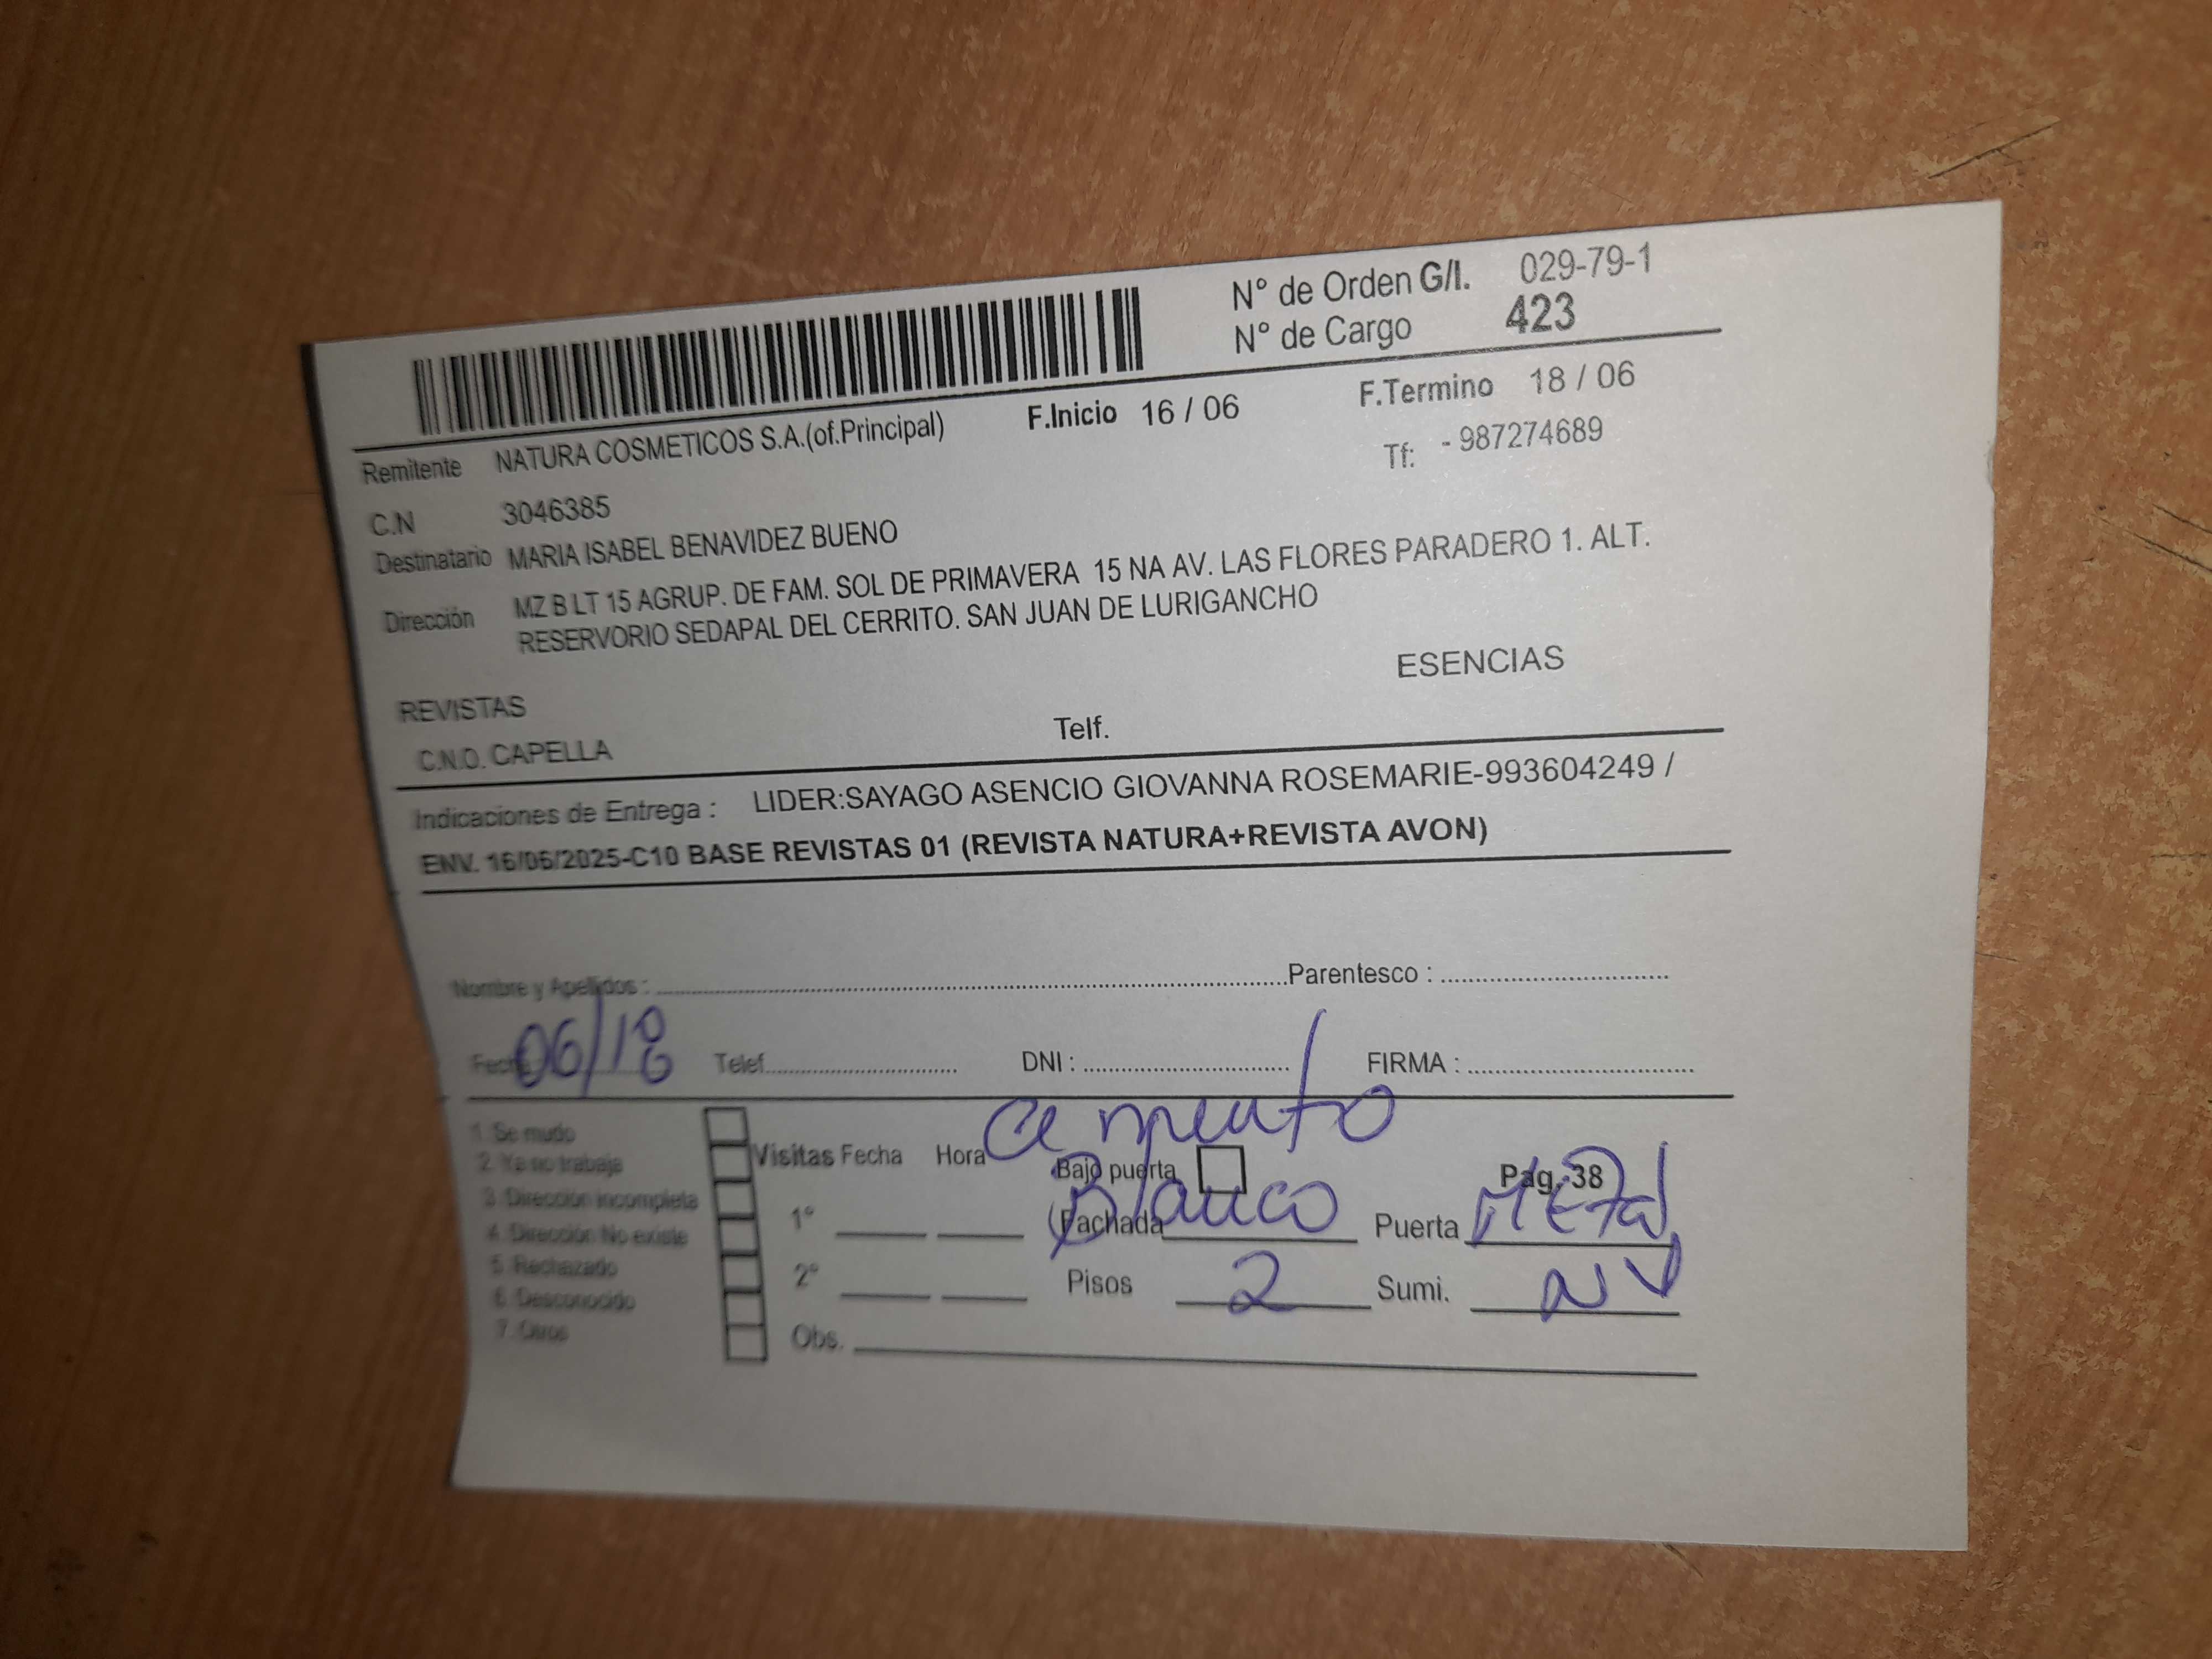 N° de Orden G/I. 029-79-1
N° de Cargo 423
F.Inicio 16 / 06 F.Termino 18 / 06
Remitente NATURA COSMETICOS S.A.(of.Principal) Tf: - 987274689
C.N 3046385
Destinatario MARIA ISABEL BENAVIDEZ BUENO
Dirección MZ B LT 15 AGRUP. DE FAM. SOL DE PRIMAVERA 15 NA AV. LAS FLORES PARADERO 1. ALT.
RESERVORIO SEDAPAL DEL CERRITO. SAN JUAN DE LURIGANCHO
ESENCIAS
REVISTAS
C.N.O. CAPELLA Telf.
Indicaciones de Entrega : LIDER:SAYAGO ASENCIO GIOVANNA ROSEMARIE-993604249 /
ENV. 16/06/2025-C10 BASE REVISTAS 01 (REVISTA NATURA+REVISTA AVON)
Nombre y Apellidos : Parentesco :
Fecha 06/18 Telef. DNI : FIRMA :
Cemento
1. Se mudo
2. Ya no trabaja
3. Dirección incompleta
4. Dirección No existe
5. Rechazado
6. Desconocido
7. Otros
Visitas Fecha Hora Bajo puerta Pag. 38
1° (Fachada Blanco Puerta Metal
2° Pisos 2 Sumi. NV
Obs.